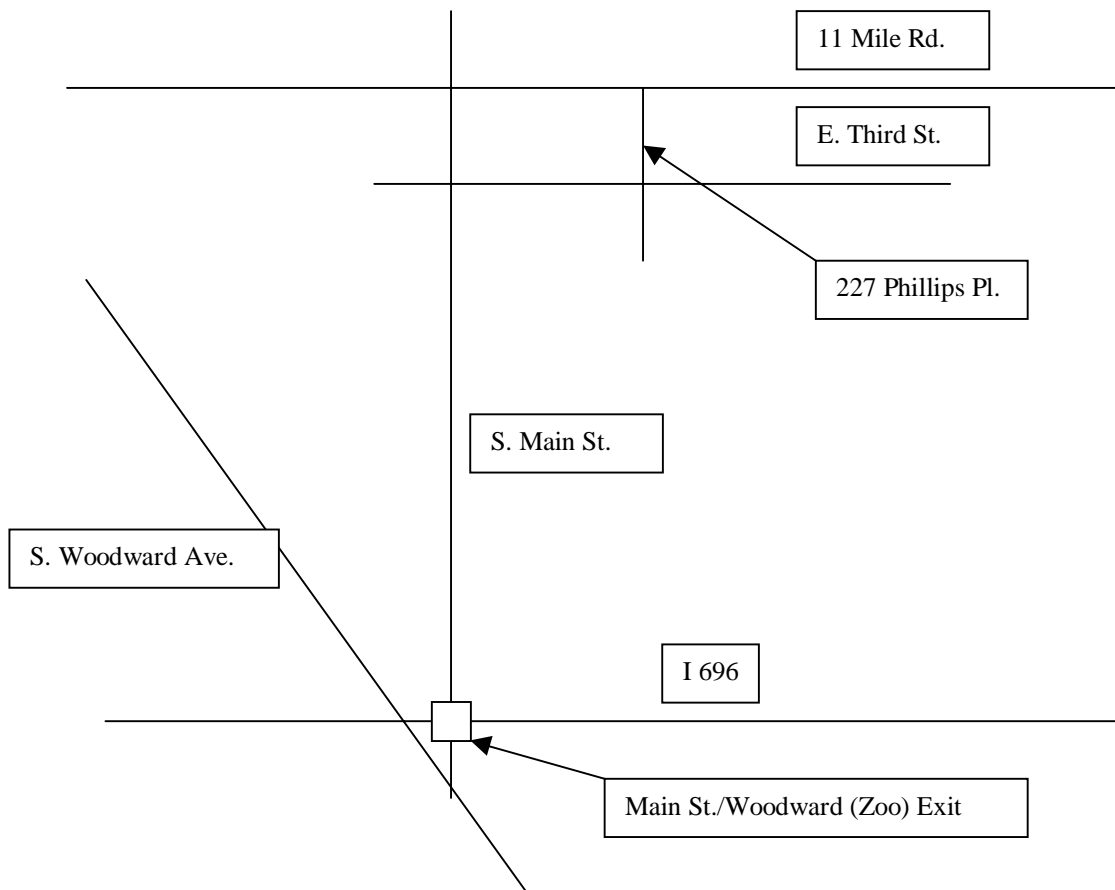 11 Mile Rd.
E. Third St.
227 Phillips Pl.
S. Main St.
S. Woodward Ave.
I 696
Main St./Woodward (Zoo) Exit